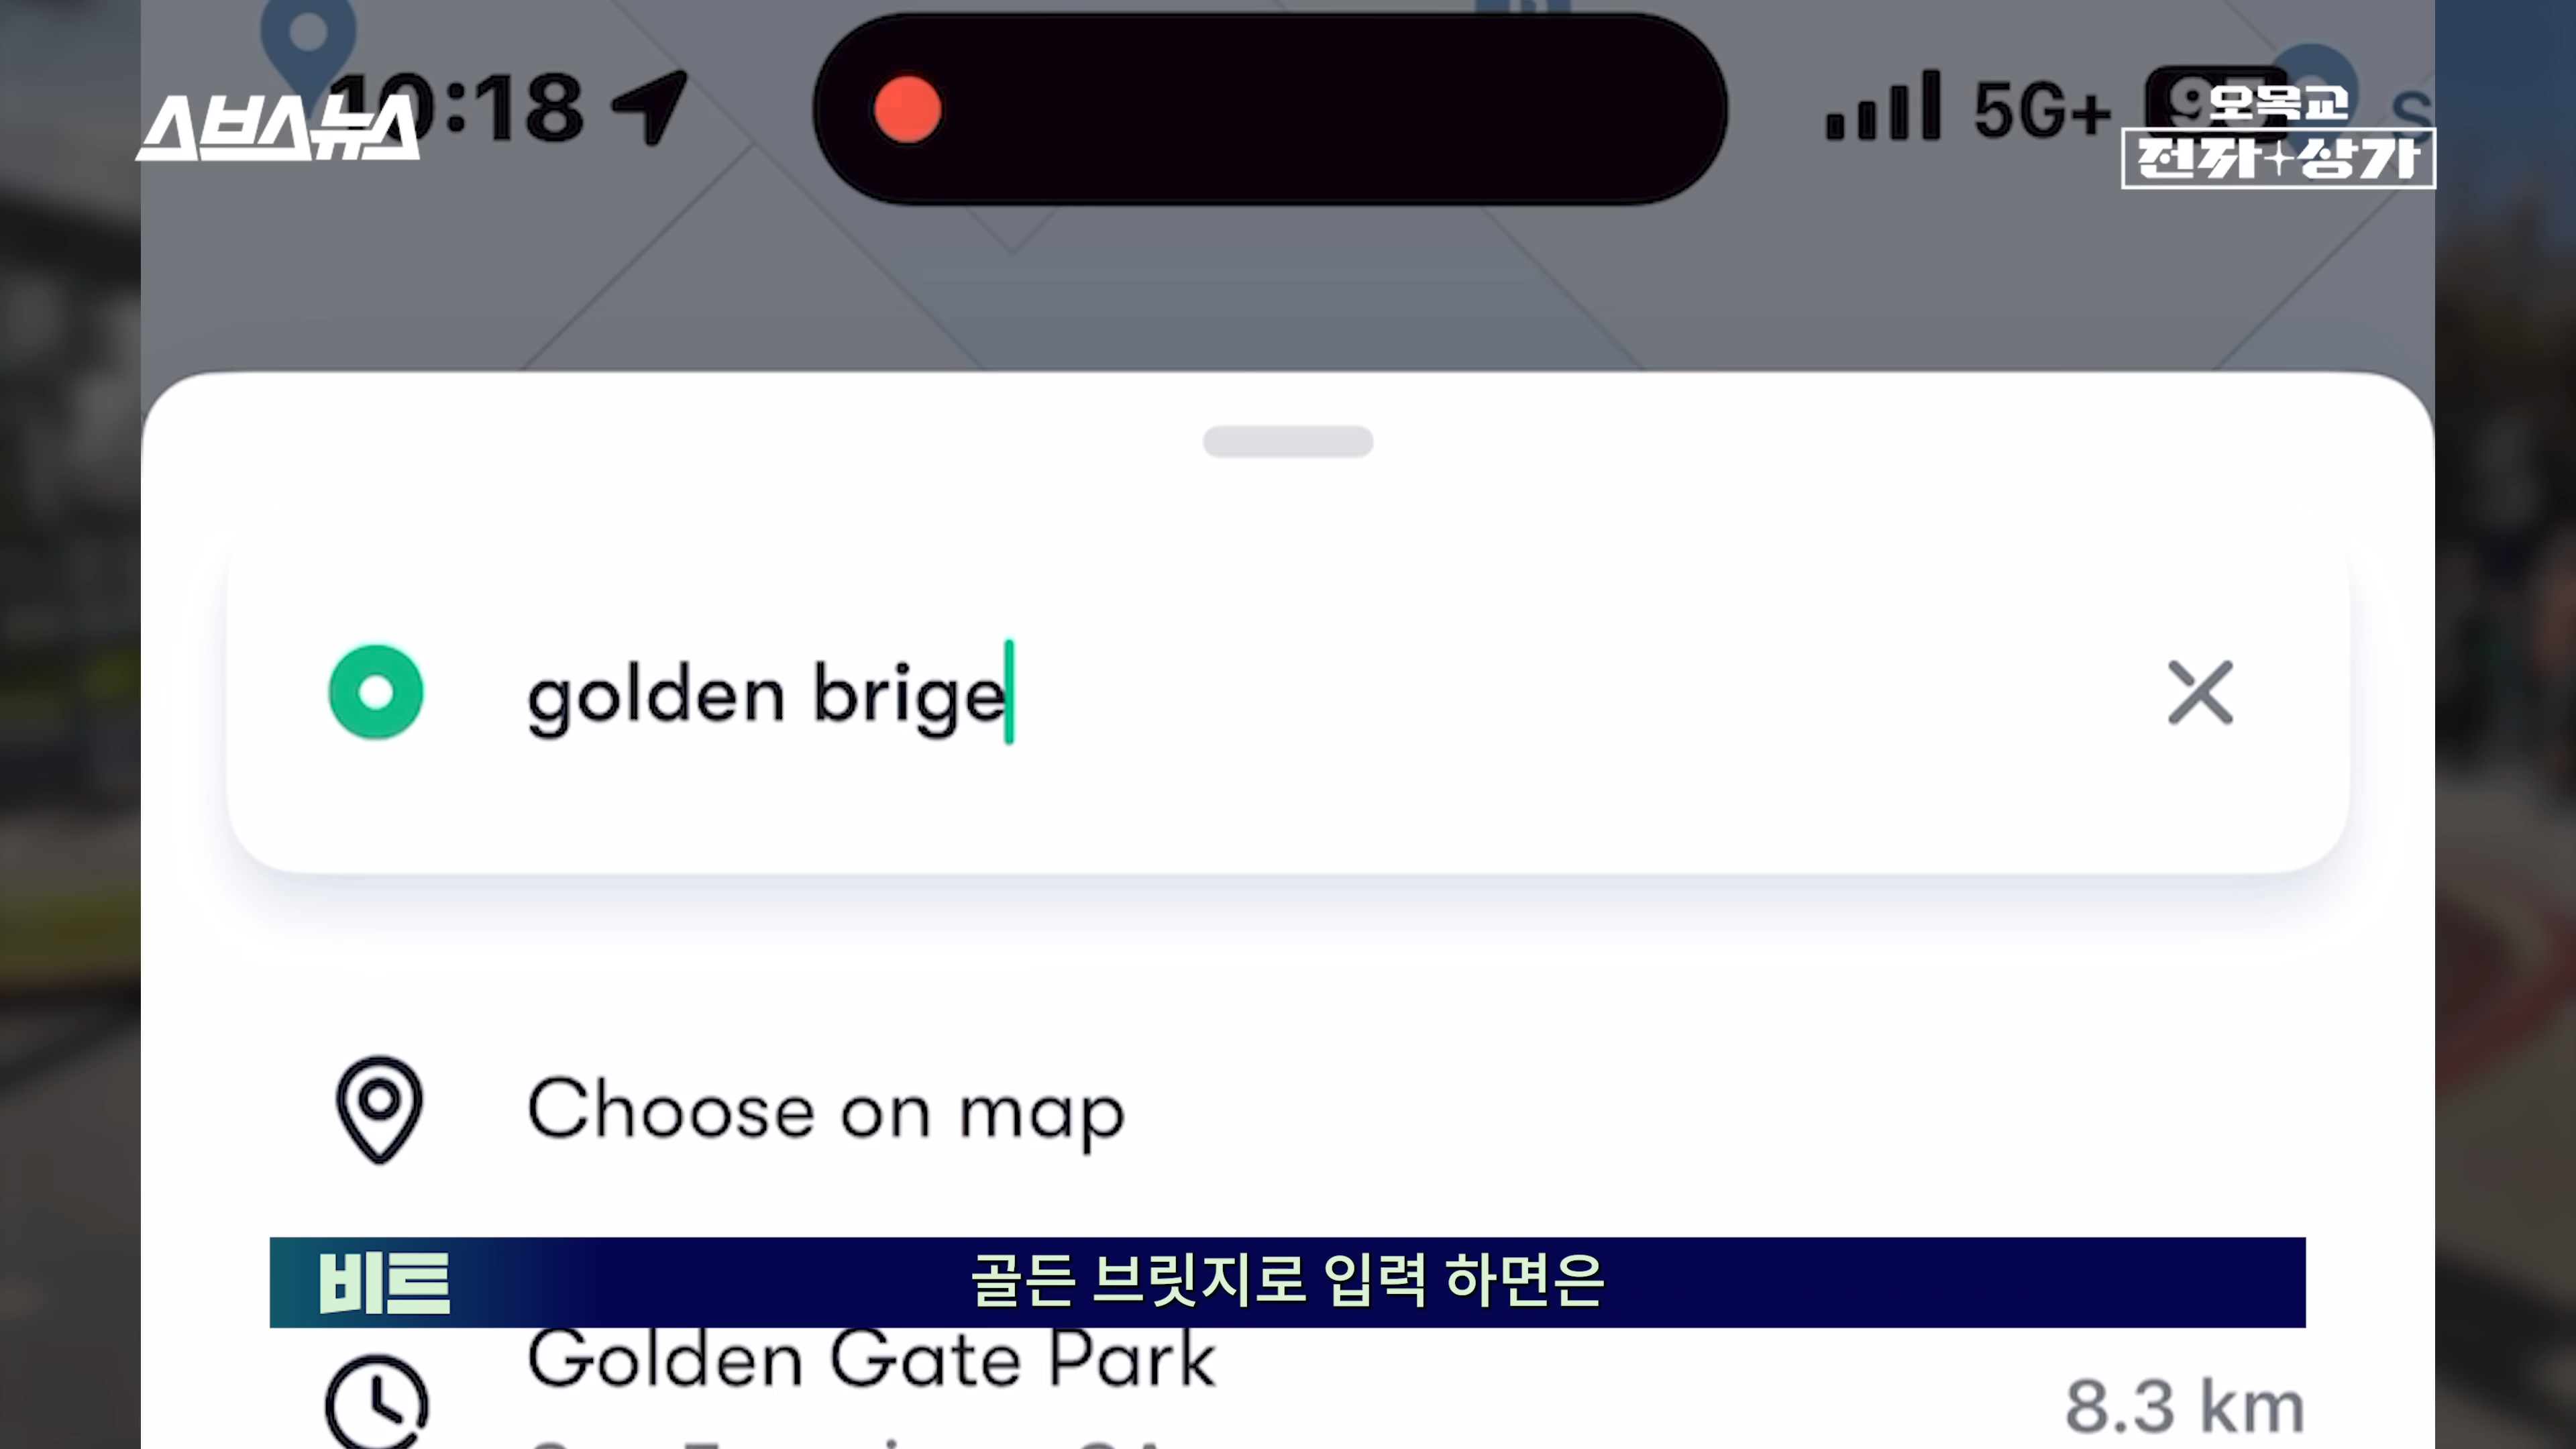 스브스뉴스
10:18
5G+
오목교
전자상가
golden brige
Choose on map
비트
골든 브릿지로 입력 하면은
Golden Gate Park
8.3 km